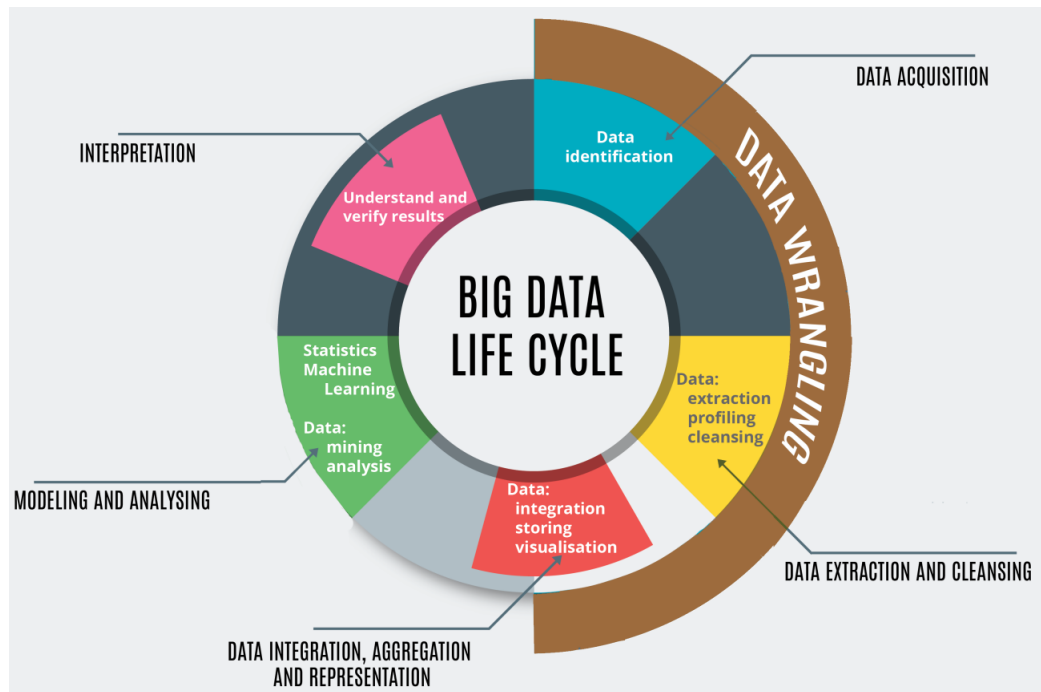 DATA ACQUISITION
Data
identification
DATA WRANGLING
INTERPRETATION
Understand and
verify results
BIG DATA
LIFE CYCLE
Statistics
Machine
Learning
Data:
mining
analysis
Data:
extraction
profiling
cleansing
MODELING AND ANALYSING
Data:
integration
storing
visualisation
DATA EXTRACTION AND CLEANSING
DATA INTEGRATION, AGGREGATION
AND REPRESENTATION